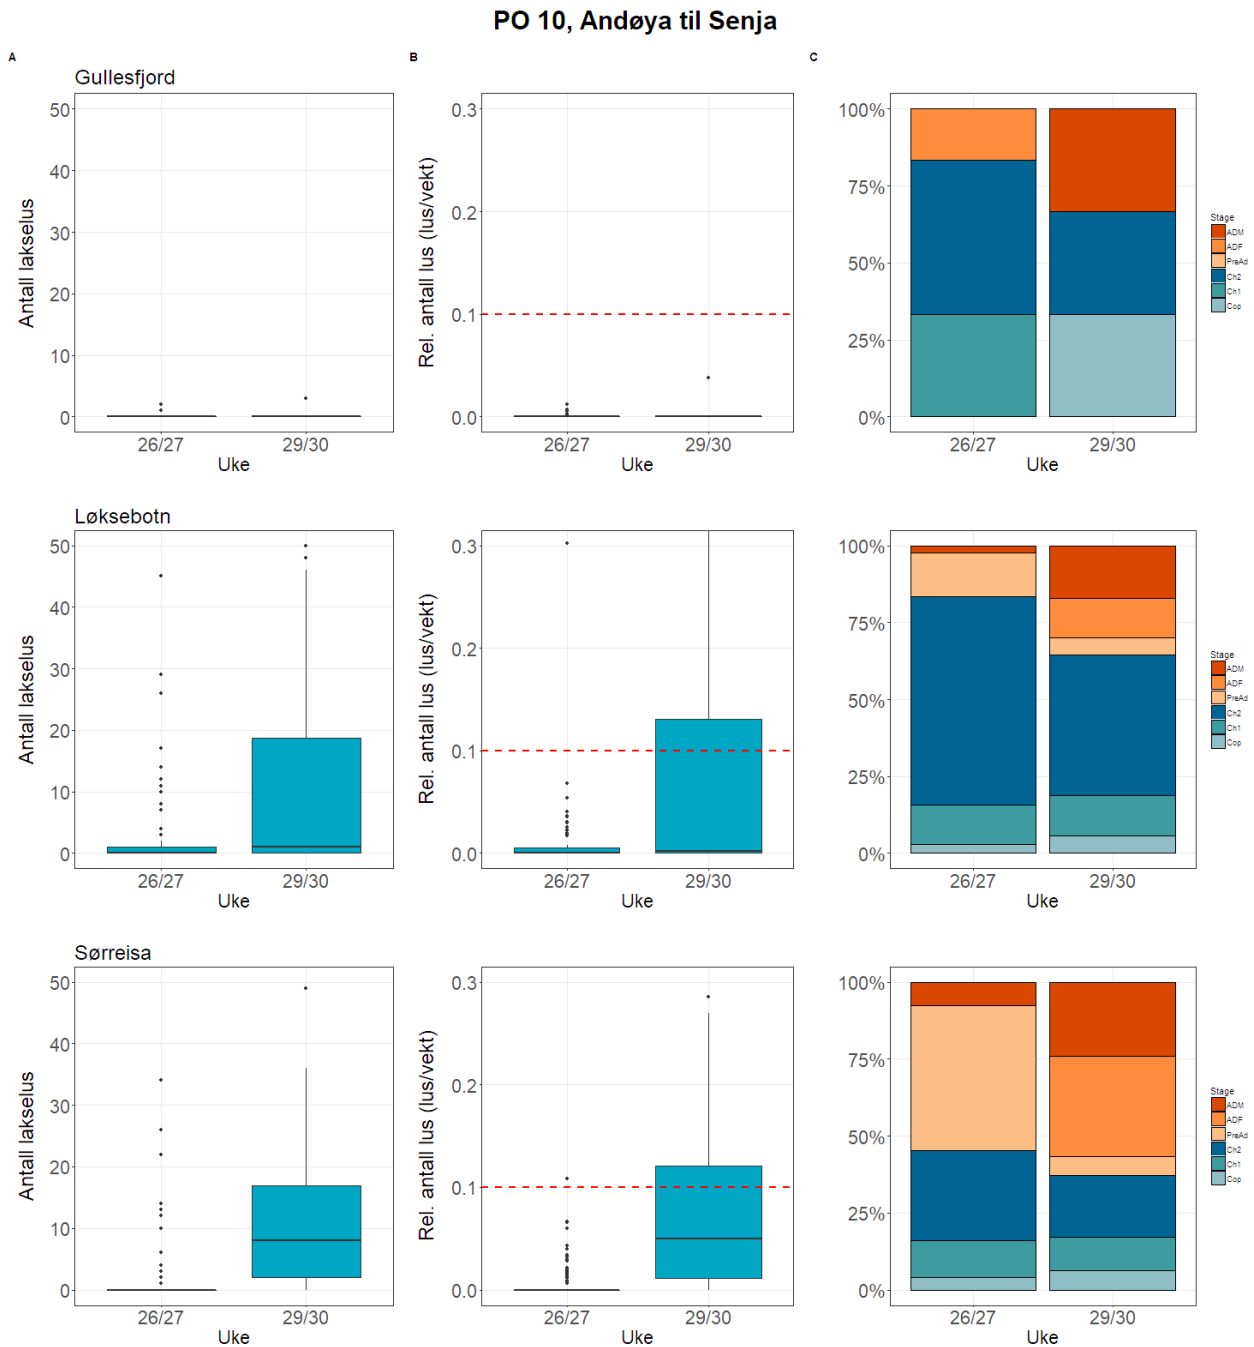 PO 10, Andøya til Senja
A
B
C
Gullesfjord
Antall lakselus
50
40
30
20
10
0
26/27
29/30
Uke
Rel. antall lus (lus/vekt)
0.3
0.2
0.1
0.0
26/27
29/30
Uke
100%
75%
50%
25%
0%
26/27
29/30
Uke
Stage
ADM
ADF
PreAd
Ch2
Ch1
Cop
Løksebotn
Antall lakselus
50
40
30
20
10
0
26/27
29/30
Uke
Rel. antall lus (lus/vekt)
0.3
0.2
0.1
0.0
26/27
29/30
Uke
100%
75%
50%
25%
0%
26/27
29/30
Uke
Stage
ADM
ADF
PreAd
Ch2
Ch1
Cop
Sørreisa
Antall lakselus
50
40
30
20
10
0
26/27
29/30
Uke
Rel. antall lus (lus/vekt)
0.3
0.2
0.1
0.0
26/27
29/30
Uke
100%
75%
50%
25%
0%
26/27
29/30
Uke
Stage
ADM
ADF
PreAd
Ch2
Ch1
Cop